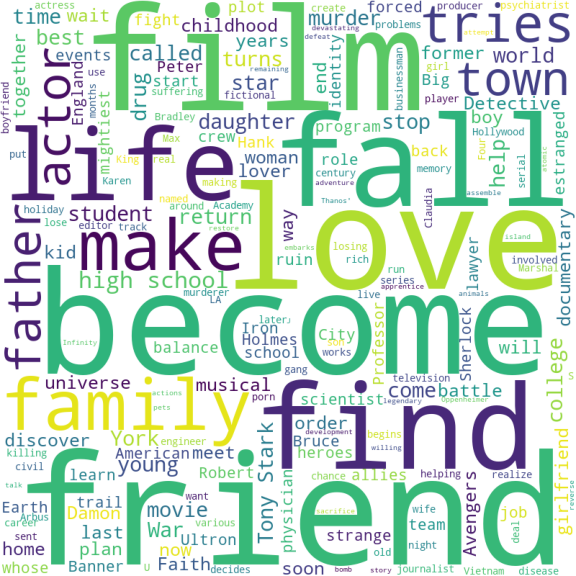 actress
time
wait
best
events
together
film
fight
childhood
called
years
Peter
turns
drug
start
star
plot
murder
forced
create
end
identity
businessman
devastating
defeat
producer
problems
psychiatrist
attempt
tries
town
former
world
Big
girl
Detective
player
boyfriend
actor
England
use
months
mightiest
suffering
remaining
fictional
Bradley
Max
King
real
crew
daughter
Hank
woman
lover
program
stop
boy
Hollywood
help
Four
serial
atomic
estranged
life
fall
put
Karen
making
role
back
century
memory
adventure
Thanos'
assemble
holiday
lose
editor
track
named
around
Academy
restore
student
return
way
Claudia
father
make
love
kid
high school
ruin
losing
rich
embarks
island
involved
Marshal
documentary
lawyer
run
series
apprentice
animals
murderer
LA
live
become
Infinity
balance
Iron
Holmes
school
later
City
son
works
Professor
Sherlock
will
college
gang
universe
musical
porn
scientist
television
come
battle
legendary
Oppenheimer
S
family
find
actions
pets
order
development
willing
discover
York
engineer
American
meet
Bruce
heroes
begins
killing
civil
young
Robert
Tony Stark
physician
chance
allies
helping
realize
girlfriend
talk
learn
want
friend
Earth
Arbus
trail
Damon
movie
War
various
sacrifice
wife
team
job
deal
reverse
career
last
Ultron
strange
old
night
Avengers
sent
home
plan
now
whose
Banner
U
Faith
decides
soon
bomb
story
journalist
Vietnam
disease